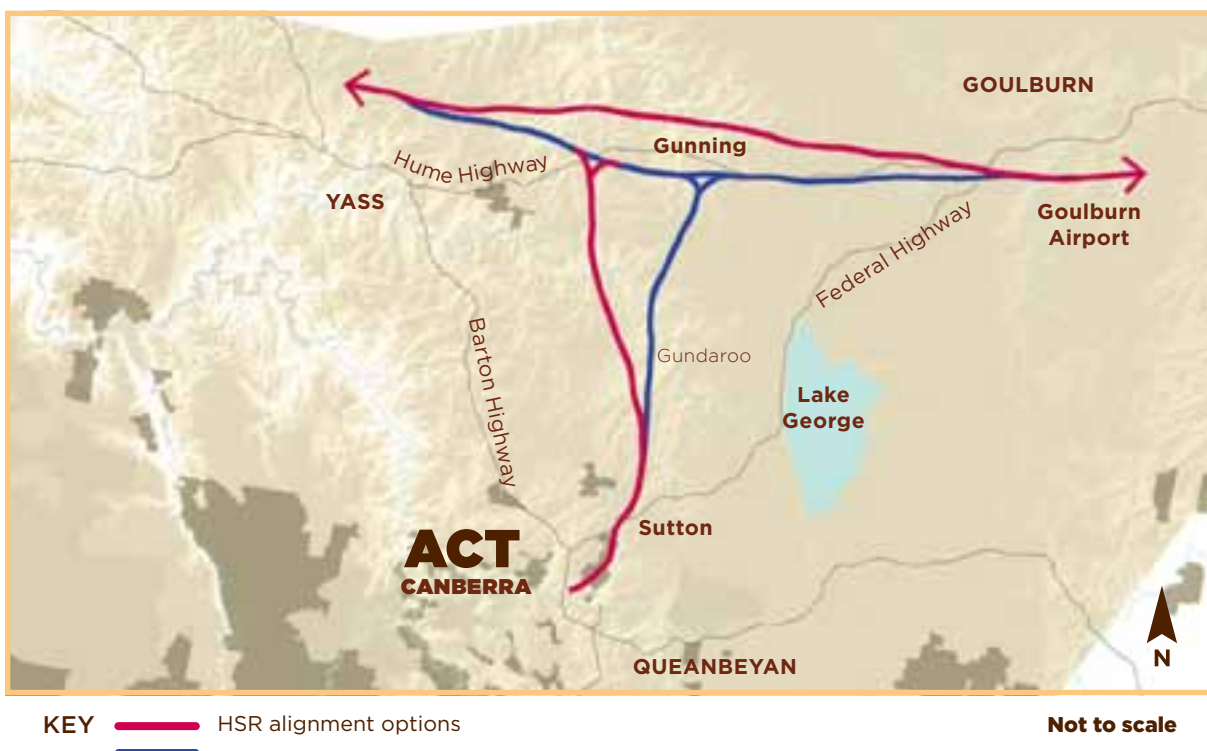 GOULBURN
Gunning
Hume Highway
YASS
Goulburn
Airport
Federal Highway
Barton Highway
Gundaroo
Lake
George
Sutton
ACT
CANBERRA
QUEANBEYAN
N
KEY HSR alignment options Not to scale